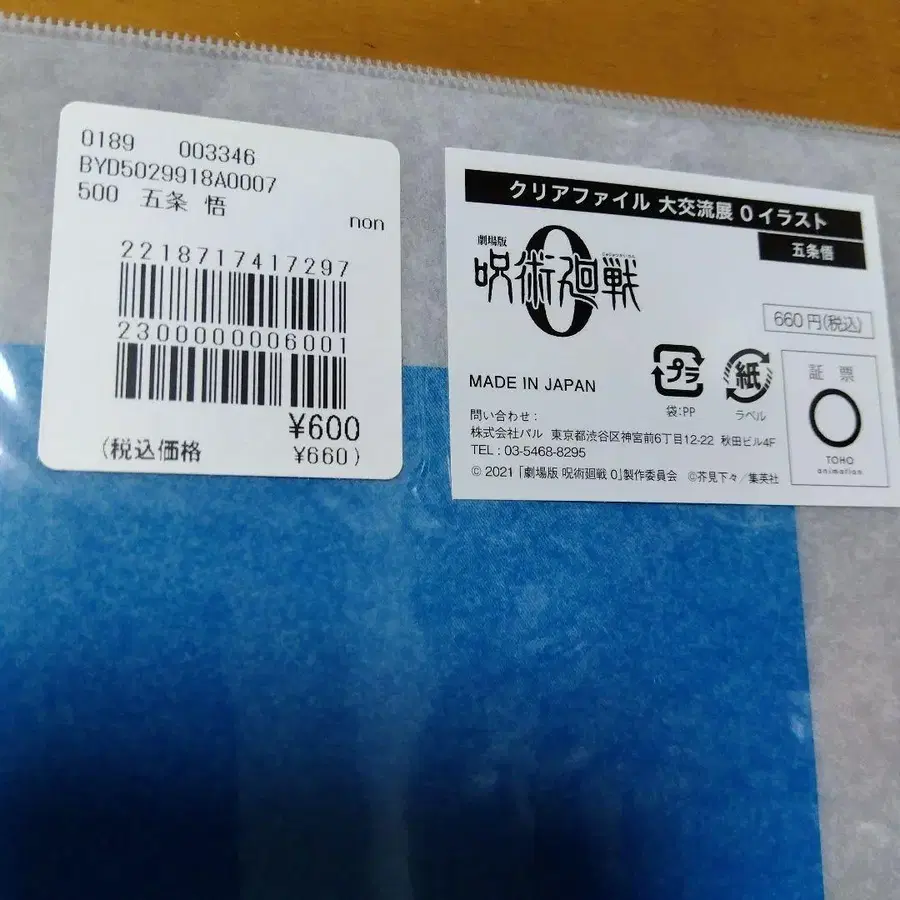 0189 003346
BYD5029918A0007
500 五条 悟
non
2218717417297
2300000006001
¥600
(税込価格 ¥660)
クリアファイル 大交流展 0イラスト
五条悟
劇場版
呪術廻戦
0
660円(税込)
MADE IN JAPAN
プラ
袋:PP
紙
ラベル
証 票
TOHO
animation
問い合わせ:
株式会社バル 東京都渋谷区神宮前6丁目12-22 秋田ビル4F
TEL : 03-5468-8295
© 2021「劇場版 呪術廻戦 0」製作委員会 ©芥見下々/集英社